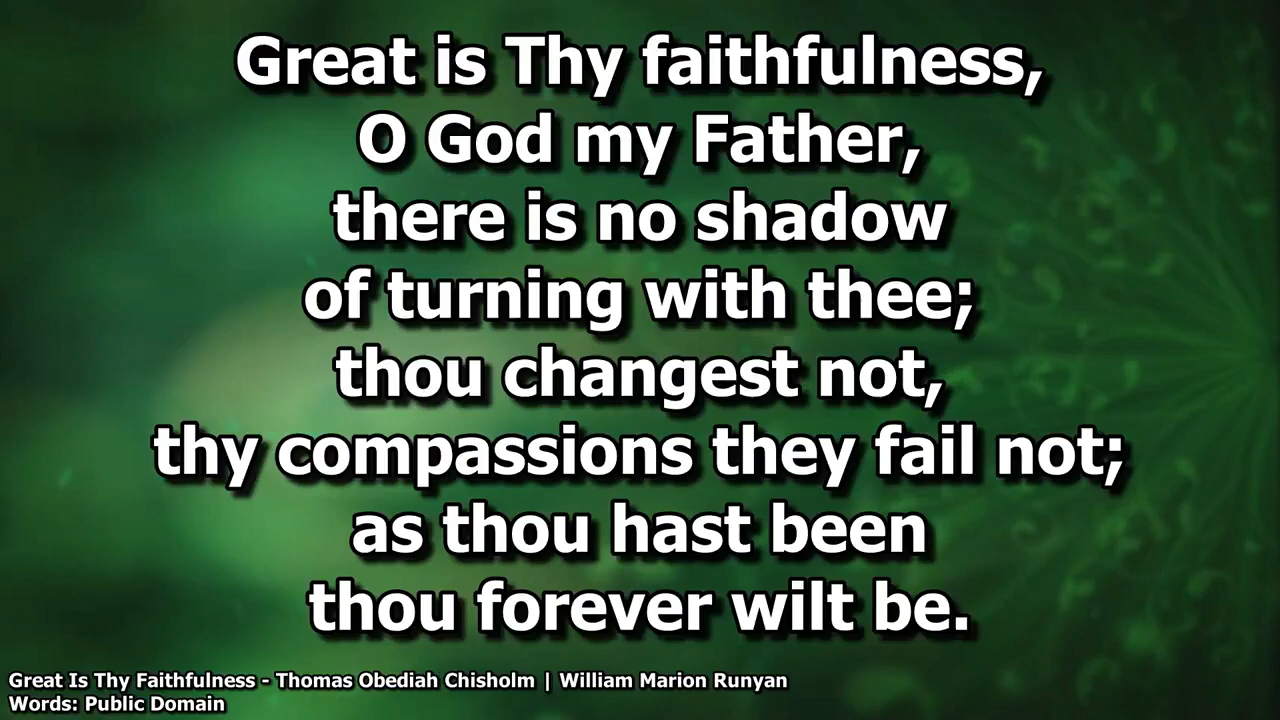 Great is Thy faithfulness,
O God my Father,
there is no shadow
of turning with thee;
thou changest not,
thy compassions they fail not;
as thou hast been
thou forever wilt be.
Great Is Thy Faithfulness - Thomas Obediah Chisholm | William Marion Runyan
Words: Public Domain